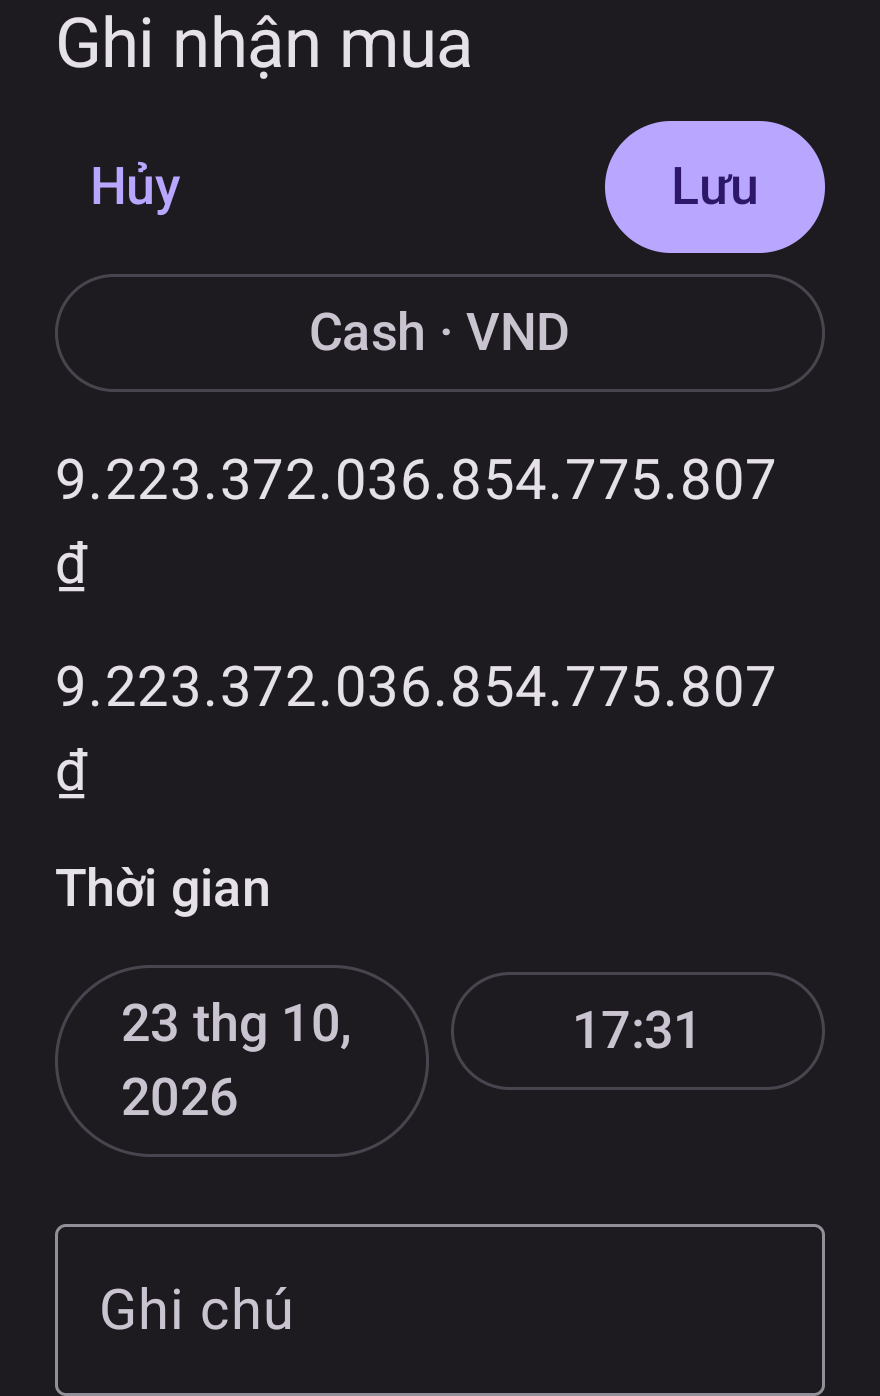 Ghi nhận mua
Hủy
Lưu
Cash · VND
9.223.372.036.854.775.807
₫
9.223.372.036.854.775.807
₫
Thời gian
23 thg 10,
2026
17:31
Ghi chú